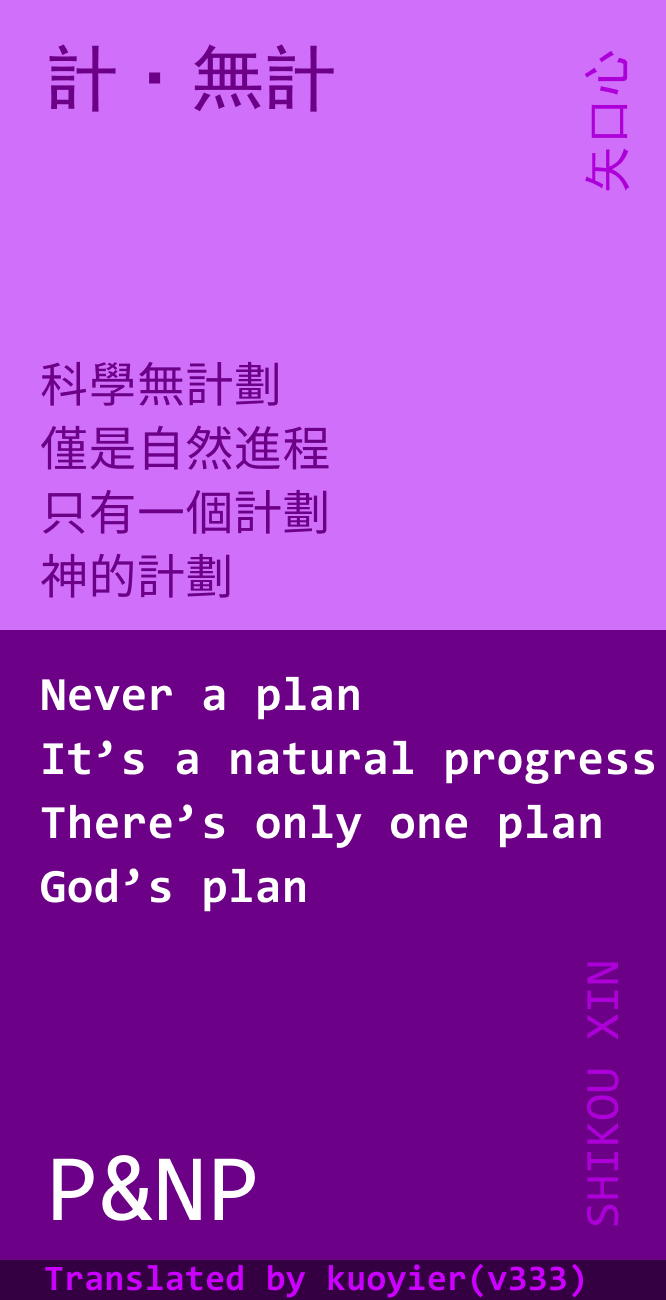 計·無計
矢口心
科學無計劃
僅是自然進程
只有一個計劃
神的計劃
Never a plan
It’s a natural progress
There’s only one plan
God’s plan
SHIKOU XIN
P&NP
Translated by kuoyier(v333)